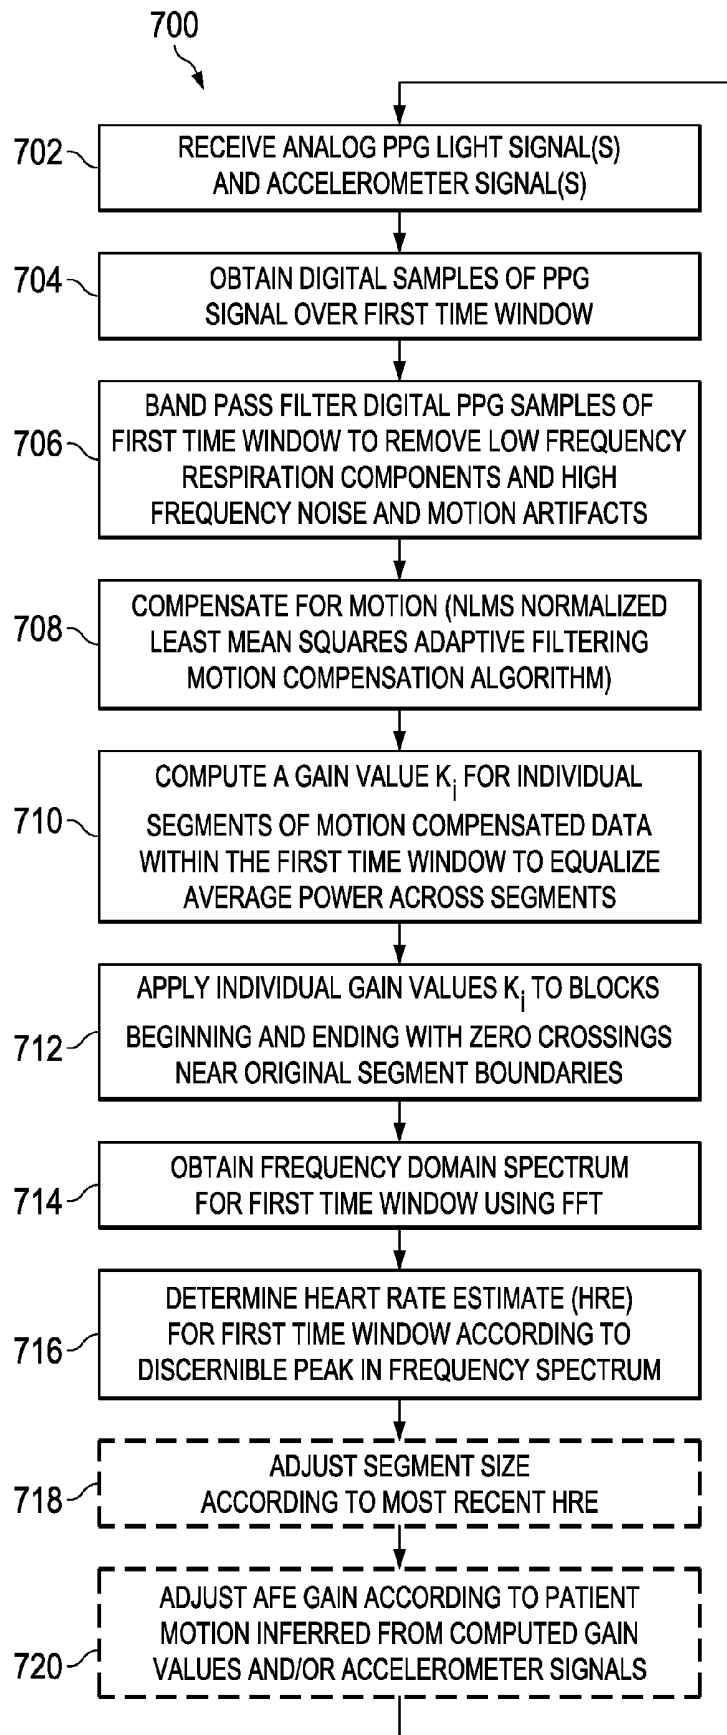 700
702
RECEIVE ANALOG PPG LIGHT SIGNAL(S)
AND ACCELEROMETER SIGNAL(S)
704
OBTAIN DIGITAL SAMPLES OF PPG
SIGNAL OVER FIRST TIME WINDOW
706
BAND PASS FILTER DIGITAL PPG SAMPLES OF
FIRST TIME WINDOW TO REMOVE LOW FREQUENCY
RESPIRATION COMPONENTS AND HIGH
FREQUENCY NOISE AND MOTION ARTIFACTS
708
COMPENSATE FOR MOTION (NLMS NORMALIZED
LEAST MEAN SQUARES ADAPTIVE FILTERING
MOTION COMPENSATION ALGORITHM)
710
COMPUTE A GAIN VALUE Ki FOR INDIVIDUAL
SEGMENTS OF MOTION COMPENSATED DATA
WITHIN THE FIRST TIME WINDOW TO EQUALIZE
AVERAGE POWER ACROSS SEGMENTS
712
APPLY INDIVIDUAL GAIN VALUES Ki TO BLOCKS
BEGINNING AND ENDING WITH ZERO CROSSINGS
NEAR ORIGINAL SEGMENT BOUNDARIES
714
OBTAIN FREQUENCY DOMAIN SPECTRUM
FOR FIRST TIME WINDOW USING FFT
716
DETERMINE HEART RATE ESTIMATE (HRE)
FOR FIRST TIME WINDOW ACCORDING TO
DISCERNIBLE PEAK IN FREQUENCY SPECTRUM
718
ADJUST SEGMENT SIZE
ACCORDING TO MOST RECENT HRE
720
ADJUST AFE GAIN ACCORDING TO PATIENT
MOTION INFERRED FROM COMPUTED GAIN
VALUES AND/OR ACCELEROMETER SIGNALS